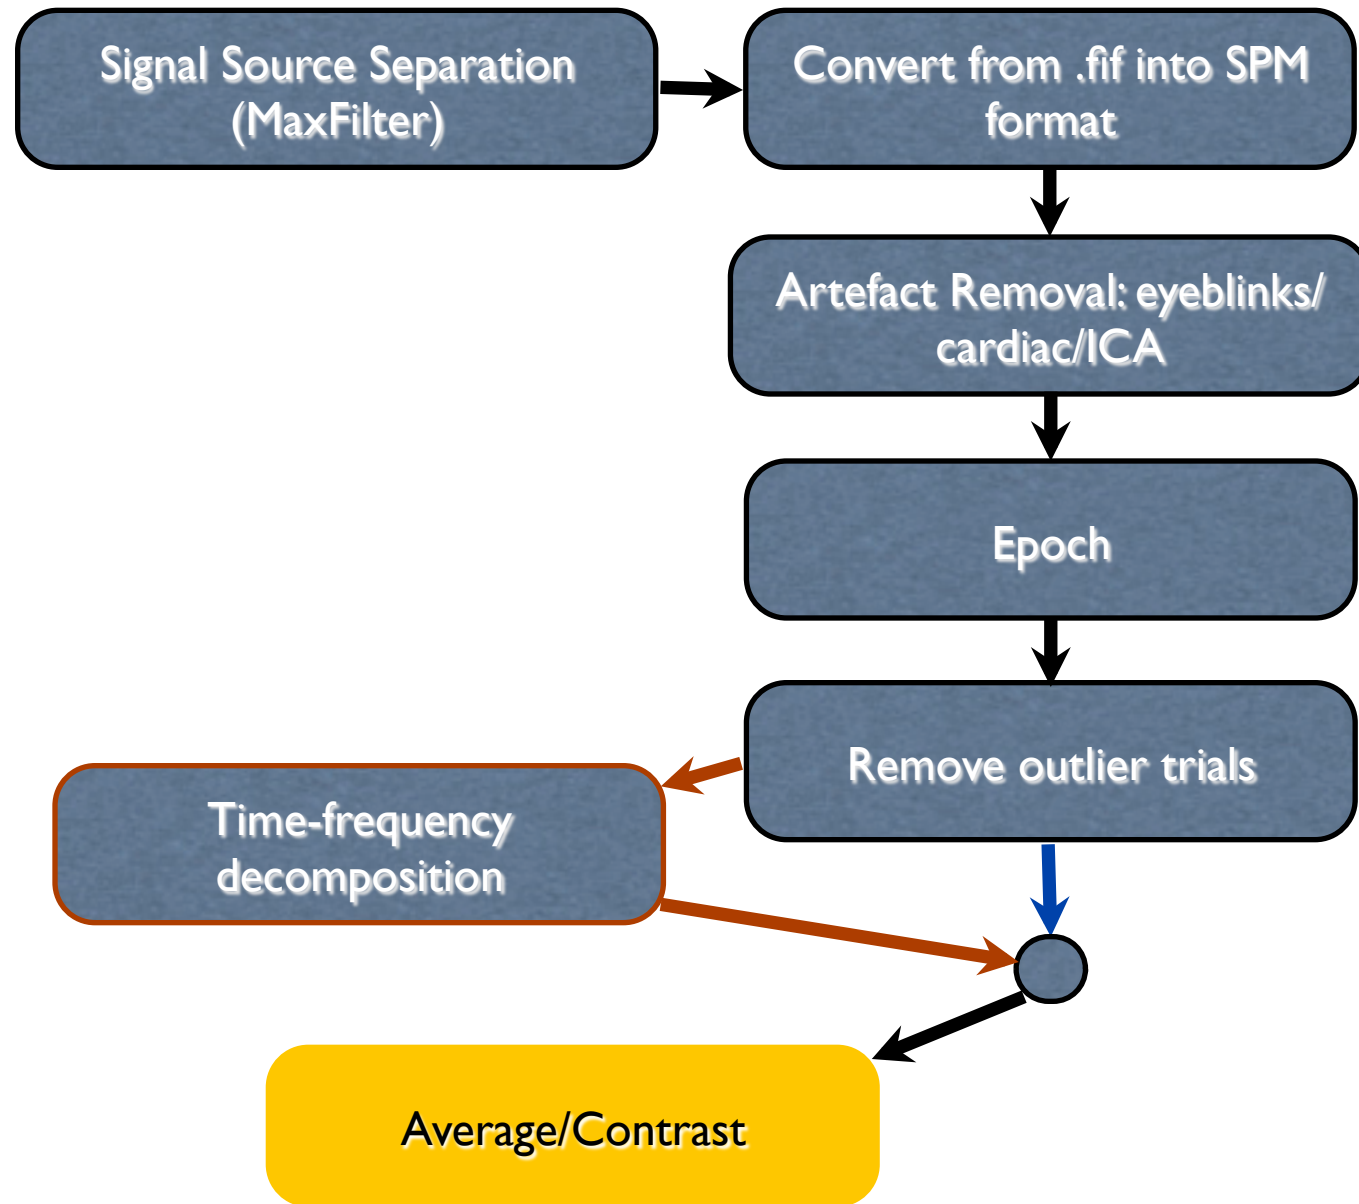 Signal Source Separation
(MaxFilter)
Convert from .fif into SPM
format
Artefact Removal: eyeblinks/
cardiac/ICA
Epoch
Remove outlier trials
Time-frequency
decomposition
Average/Contrast